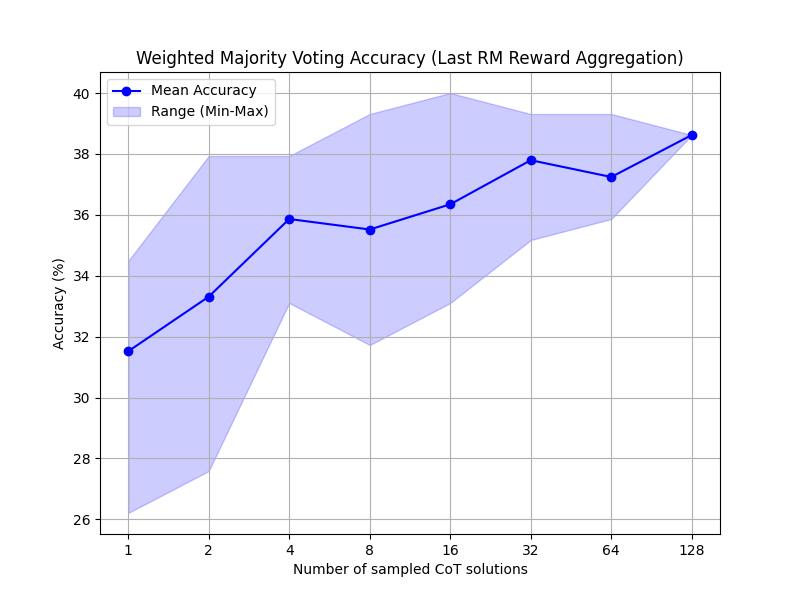 Weighted Majority Voting Accuracy (Last RM Reward Aggregation)
Mean Accuracy
Range (Min-Max)
Accuracy (%)
40
38
36
34
32
30
28
26
1 2 4 8 16 32 64 128
Number of sampled CoT solutions